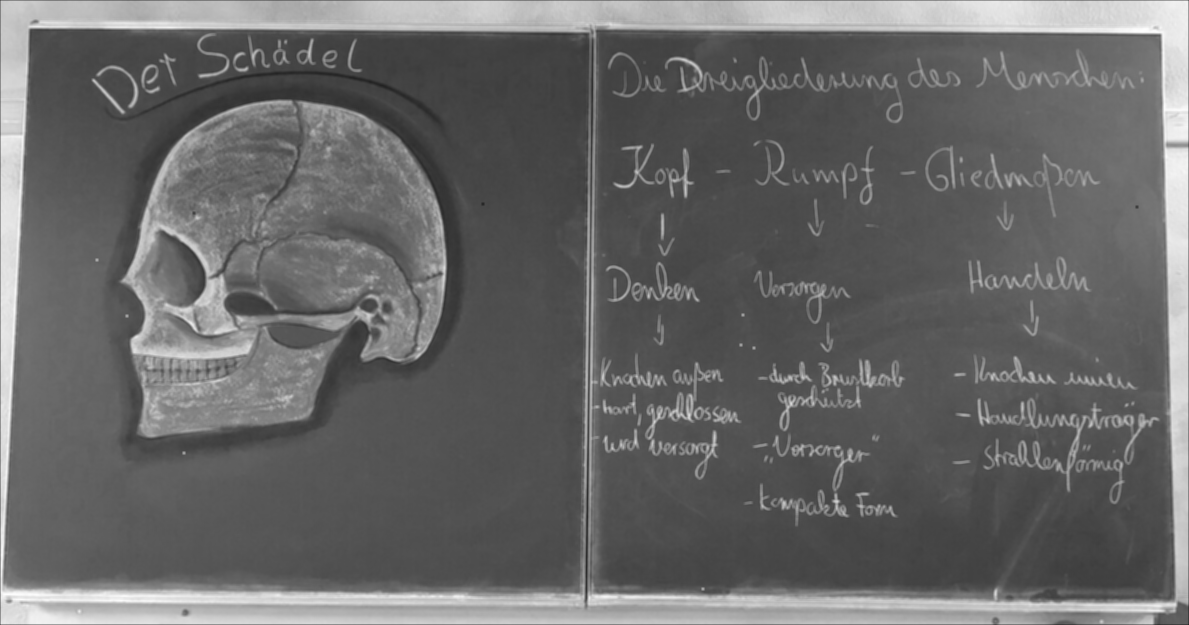 Der Schädel
Die Dreigliederung des Menschen:
Kopf - Rumpf - Gliedmaßen
↓ ↓ ↓
Denken Versorgen Handeln
↓ ↓ ↓
- Knochen außen
- hart, geschlossen
- wird versorgt
- durch Brustkorb
geschützt
- „Versorger“
- kompakte Form
- Knochen innen
- Handlungsträger
- strahlenförmig